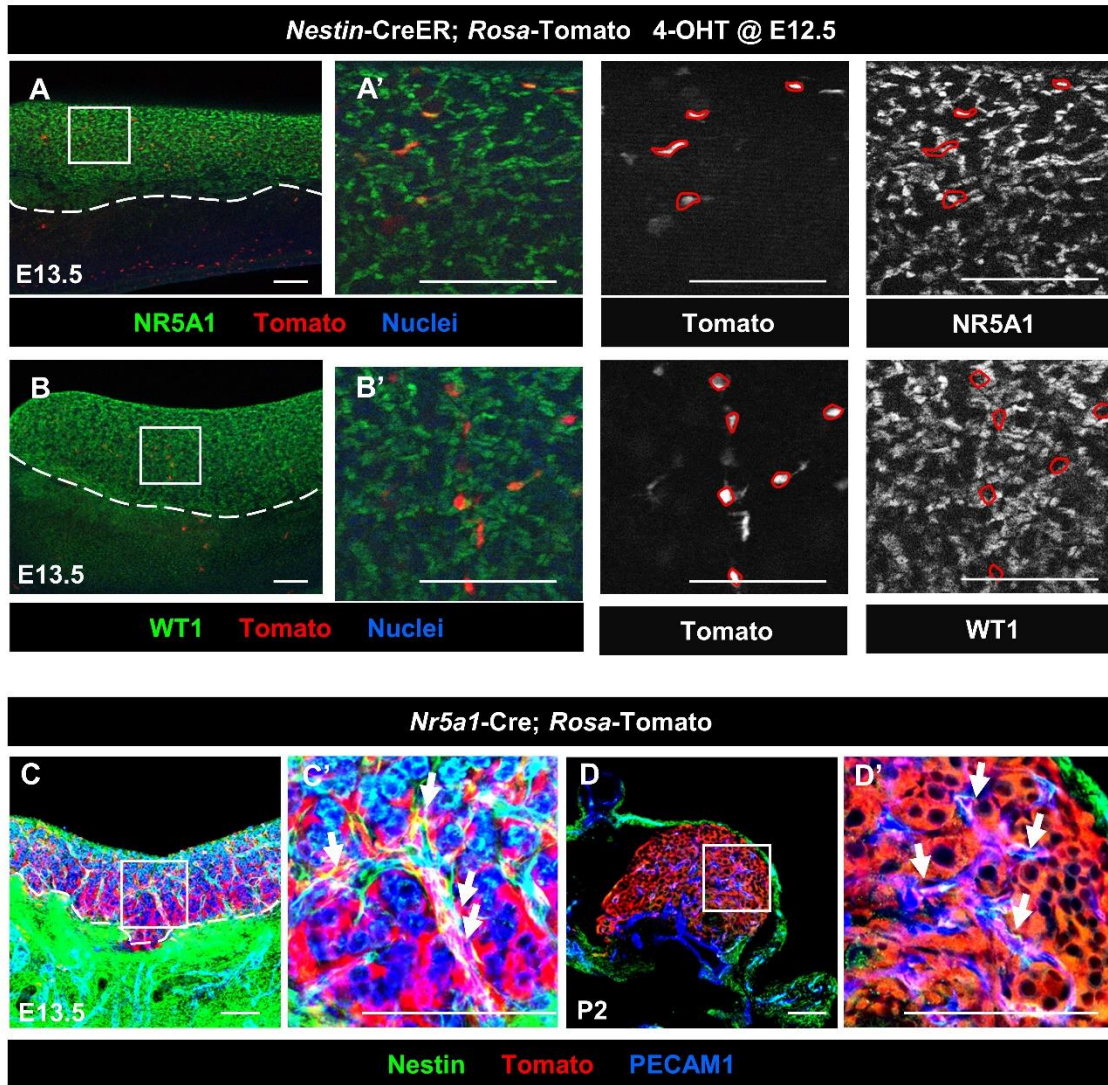 Nestin-CreER; Rosa-Tomato 4-OHT @ E12.5
A
A'
E13.5
NR5A1 Tomato Nuclei
Tomato
NR5A1
B
B'
E13.5
WT1 Tomato Nuclei
Tomato
WT1
Nr5a1-Cre; Rosa-Tomato
C
C'
D
D'
E13.5
P2
Nestin Tomato PECAM1